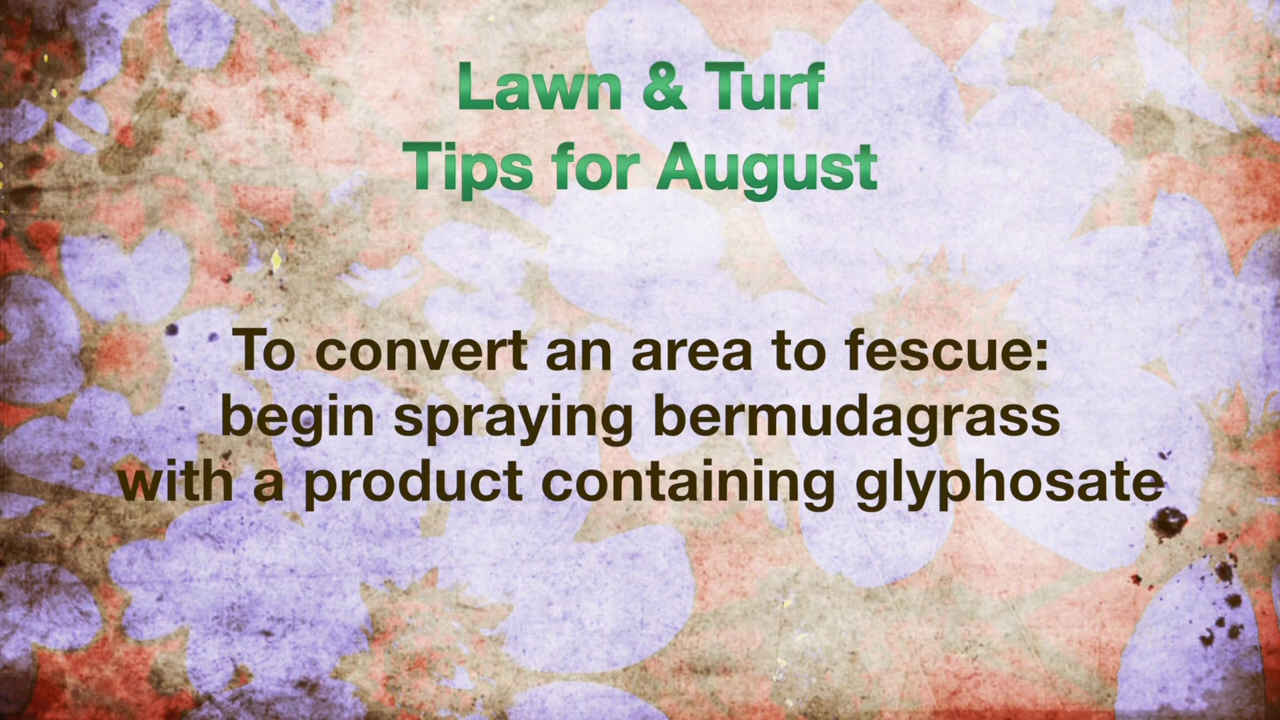 Lawn & Turf
Tips for August
To convert an area to fescue:
begin spraying bermudagrass
with a product containing glyphosate